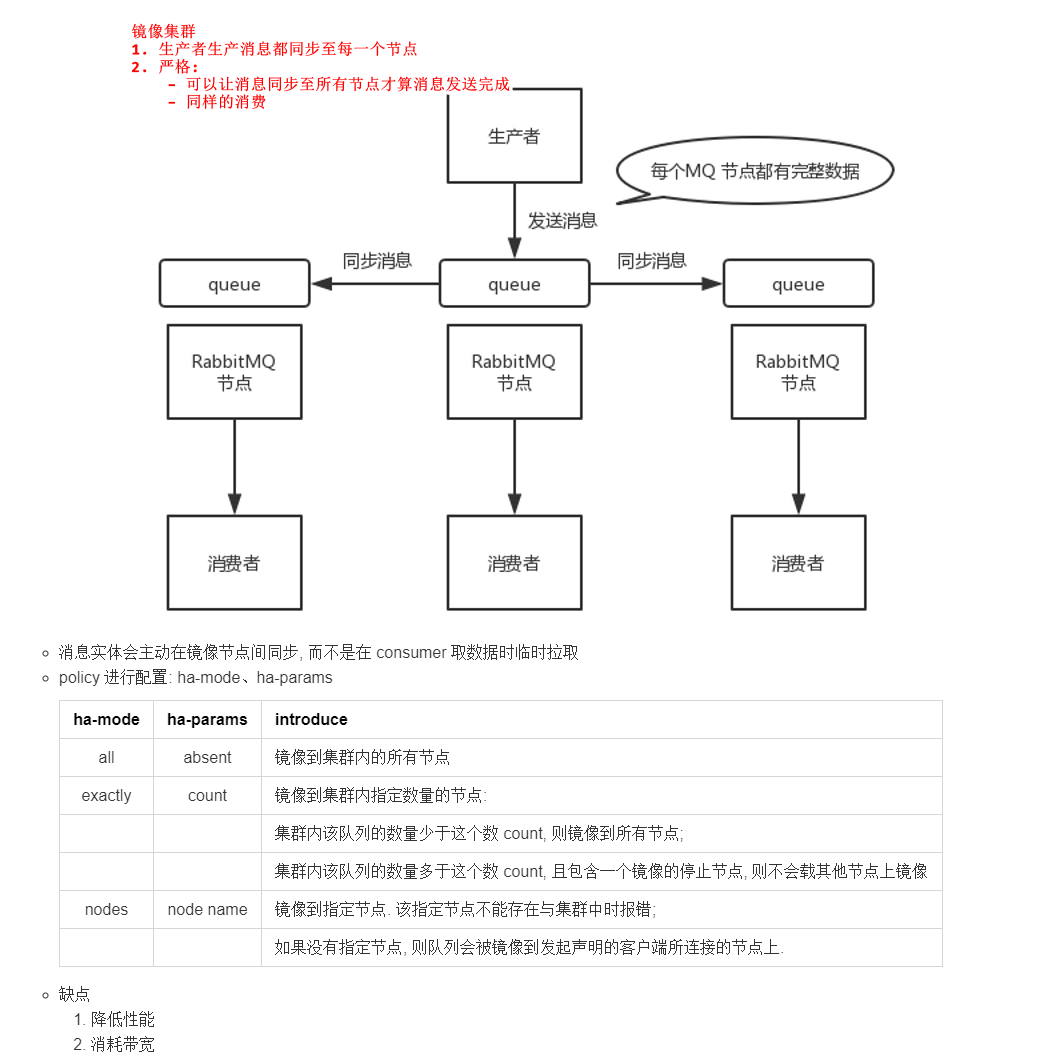 镜像集群
1. 生产者生产消息都同步至每一个节点
2. 严格:
- 可以让消息同步至所有节点才算消息发送完成
- 同样的消费
生产者
每个MQ 节点都有完整数据
发送消息
同步消息 同步消息
queue queue queue
RabbitMQ RabbitMQ RabbitMQ
节点 节点 节点
消费者 消费者 消费者
消息实体会主动在镜像节点间同步, 而不是在 consumer 取数据时临时拉取
policy 进行配置: ha-mode、ha-params
ha-mode ha-params introduce
all absent 镜像到集群内的所有节点
exactly count 镜像到集群内指定数量的节点:
集群内该队列的数量少于这个数 count, 则镜像到所有节点;
集群内该队列的数量多于这个数 count, 且包含一个镜像的停止节点, 则不会载其他节点上镜像
nodes node name 镜像到指定节点. 该指定节点不能存在与集群中时报错;
如果没有指定节点, 则队列会被镜像到发起声明的客户端所连接的节点上.
缺点
1. 降低性能
2. 消耗带宽